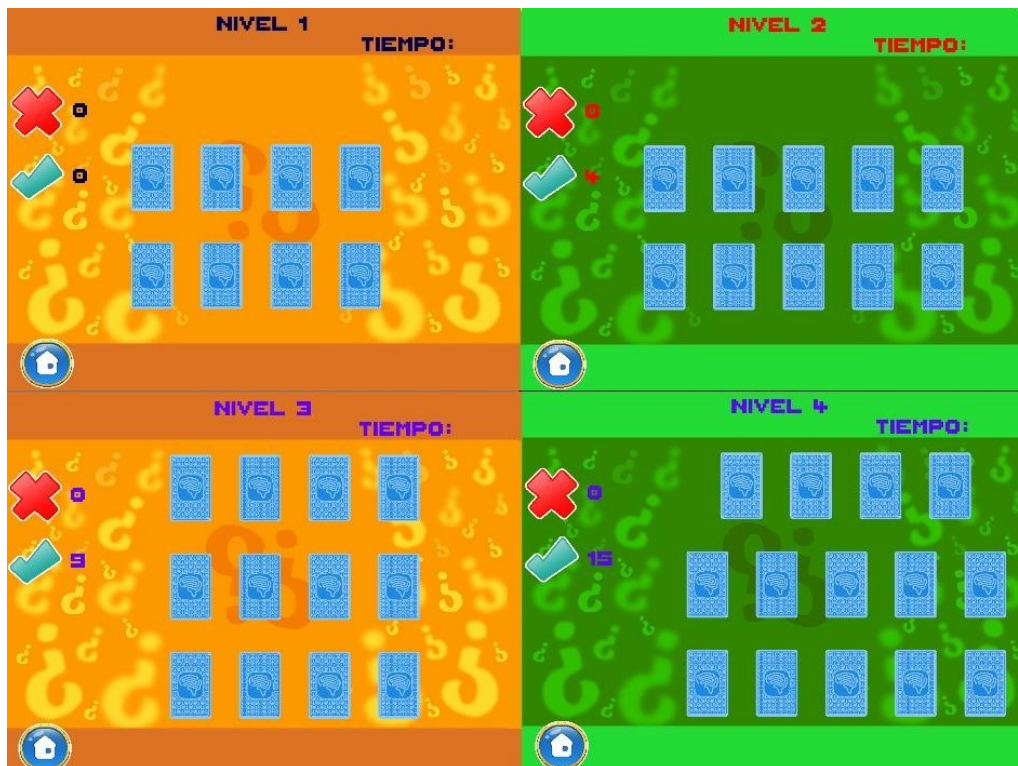 NIVEL 1
TIEMPO:
0
0
NIVEL 2
TIEMPO:
0
4
NIVEL 3
TIEMPO:
0
9
NIVEL 4
TIEMPO:
0
15